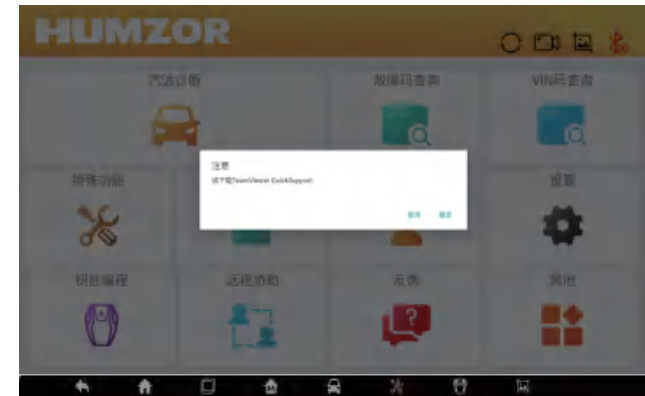 HUMZOR
汽油诊断
故障码查询
VIN码查询
注意
请下载TeamViewer QuickSupport
取消
确定
特殊功能
设置
钥匙编程
远程协助
反馈
其他